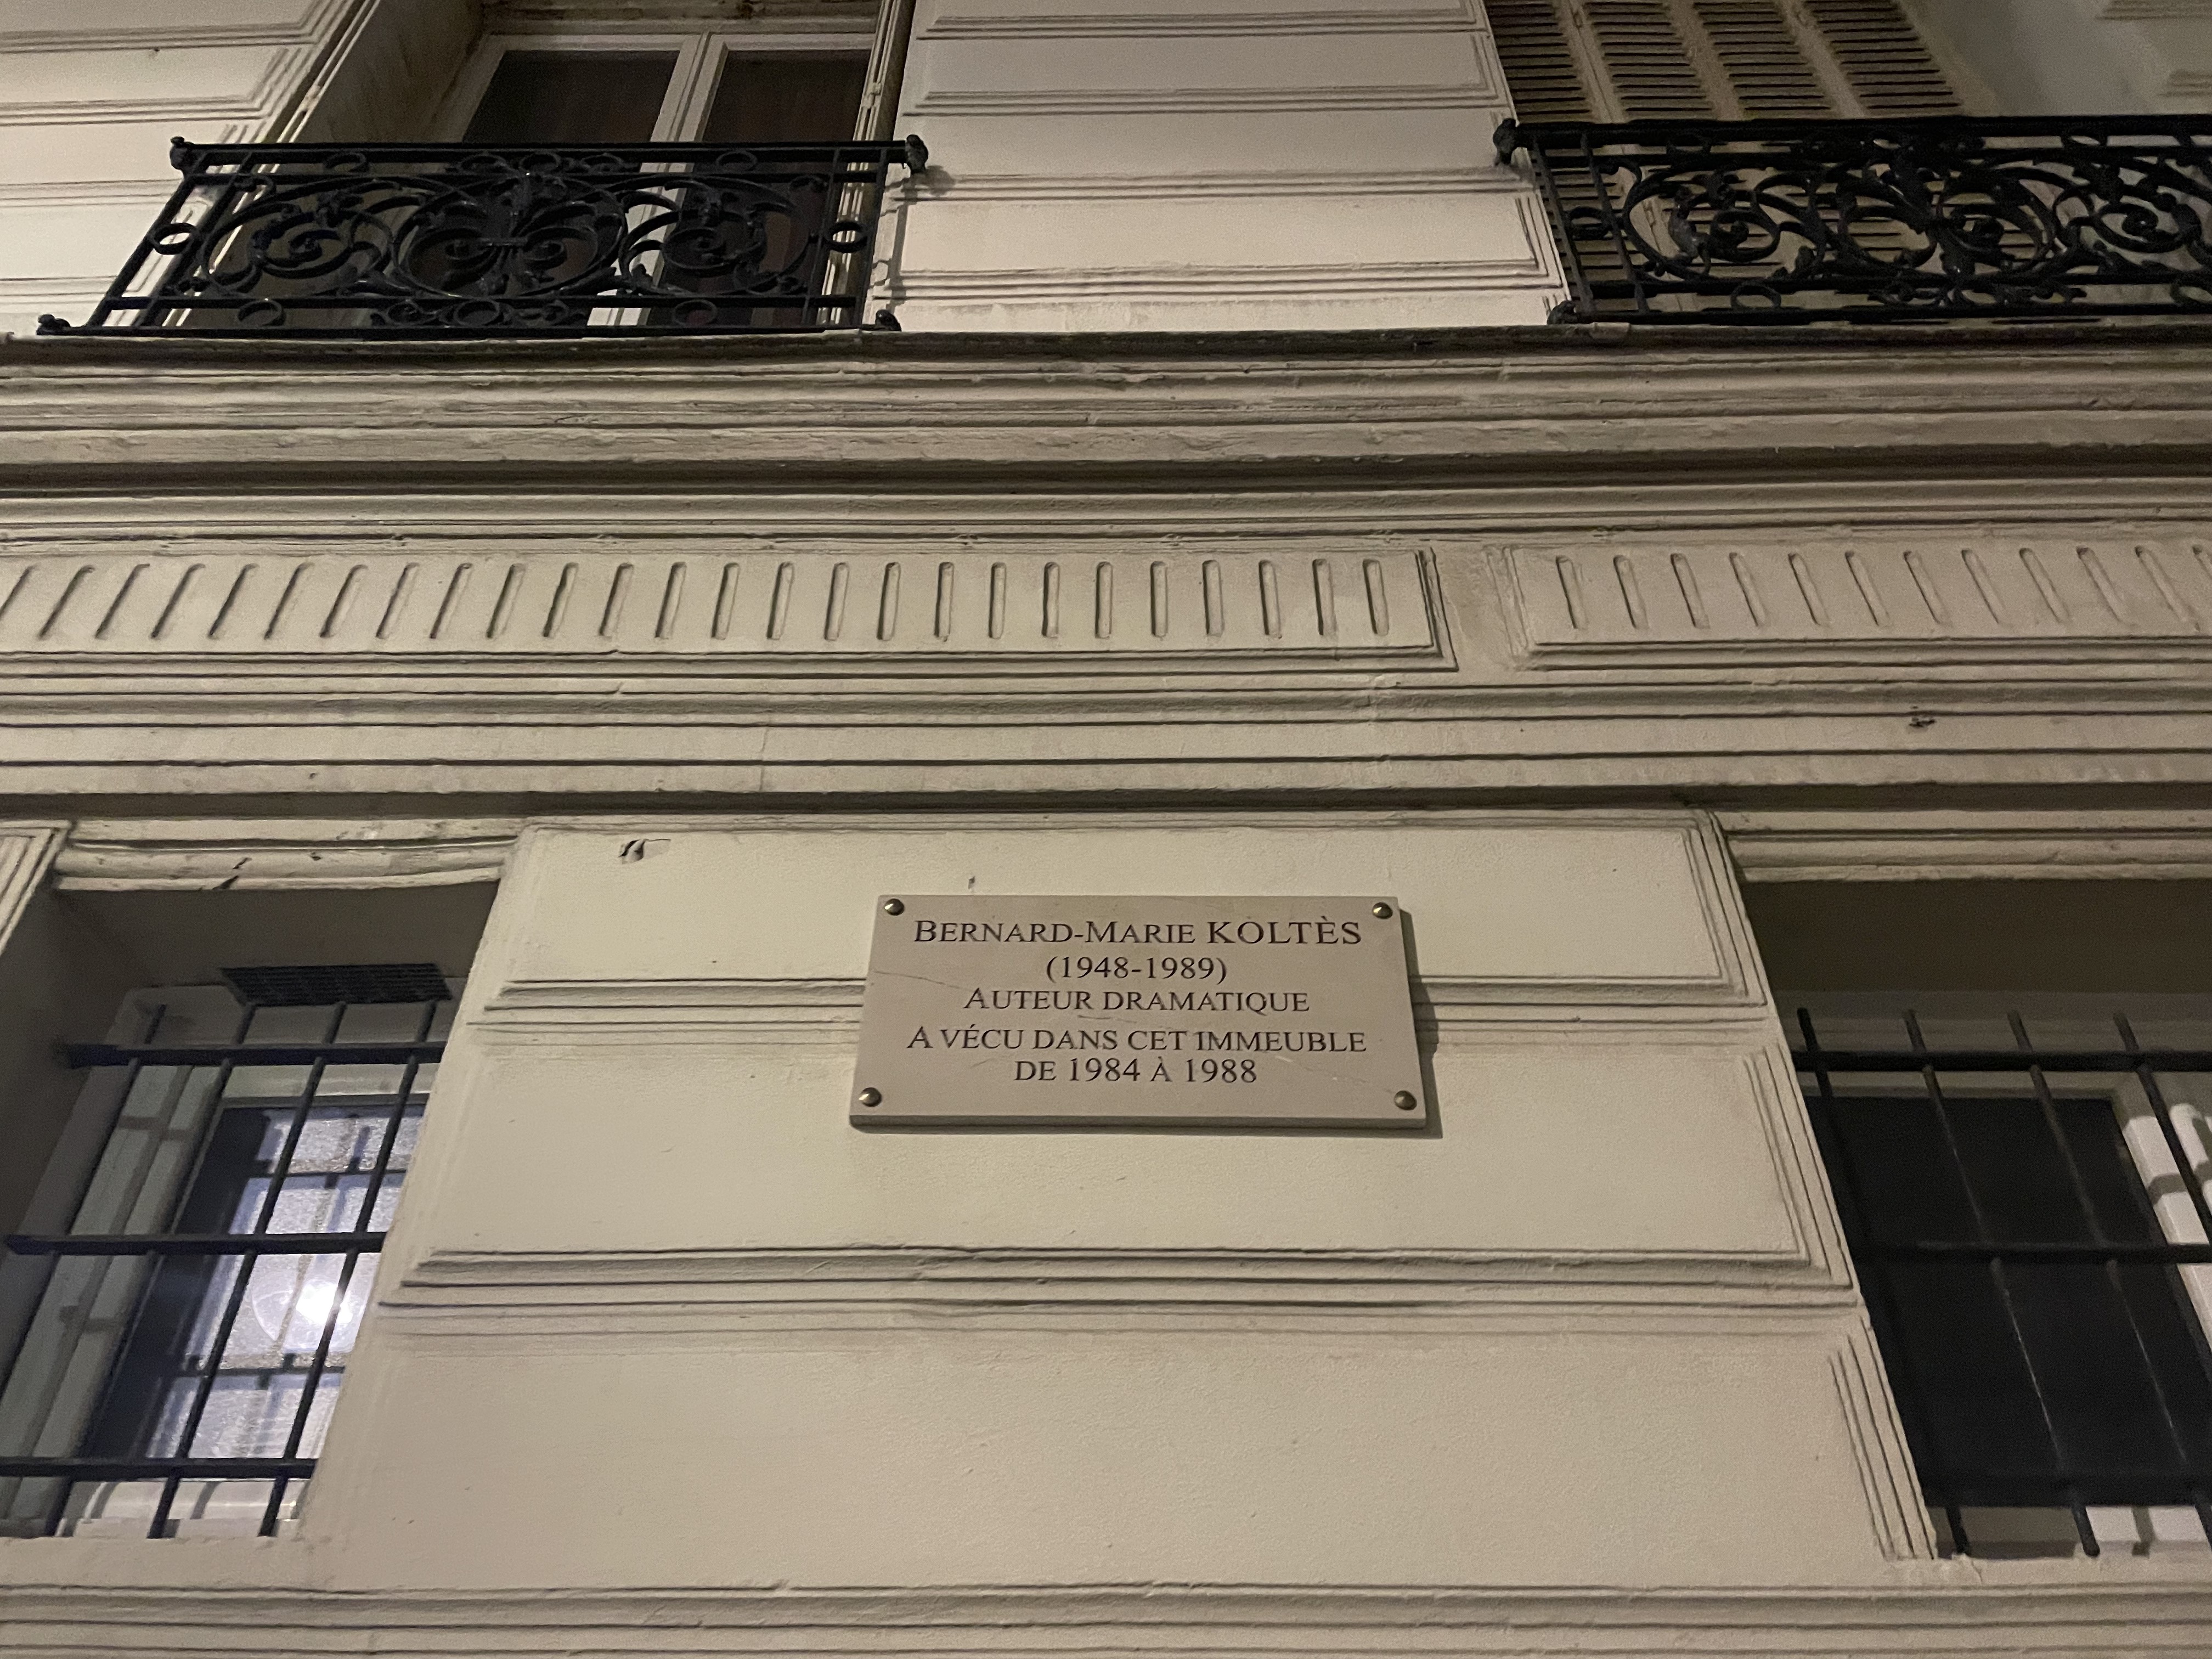 BERNARD-MARIE KOLTÈS
(1948-1989)
AUTEUR DRAMATIQUE
A VÉCU DANS CET IMMEUBLE
DE 1984 À 1988